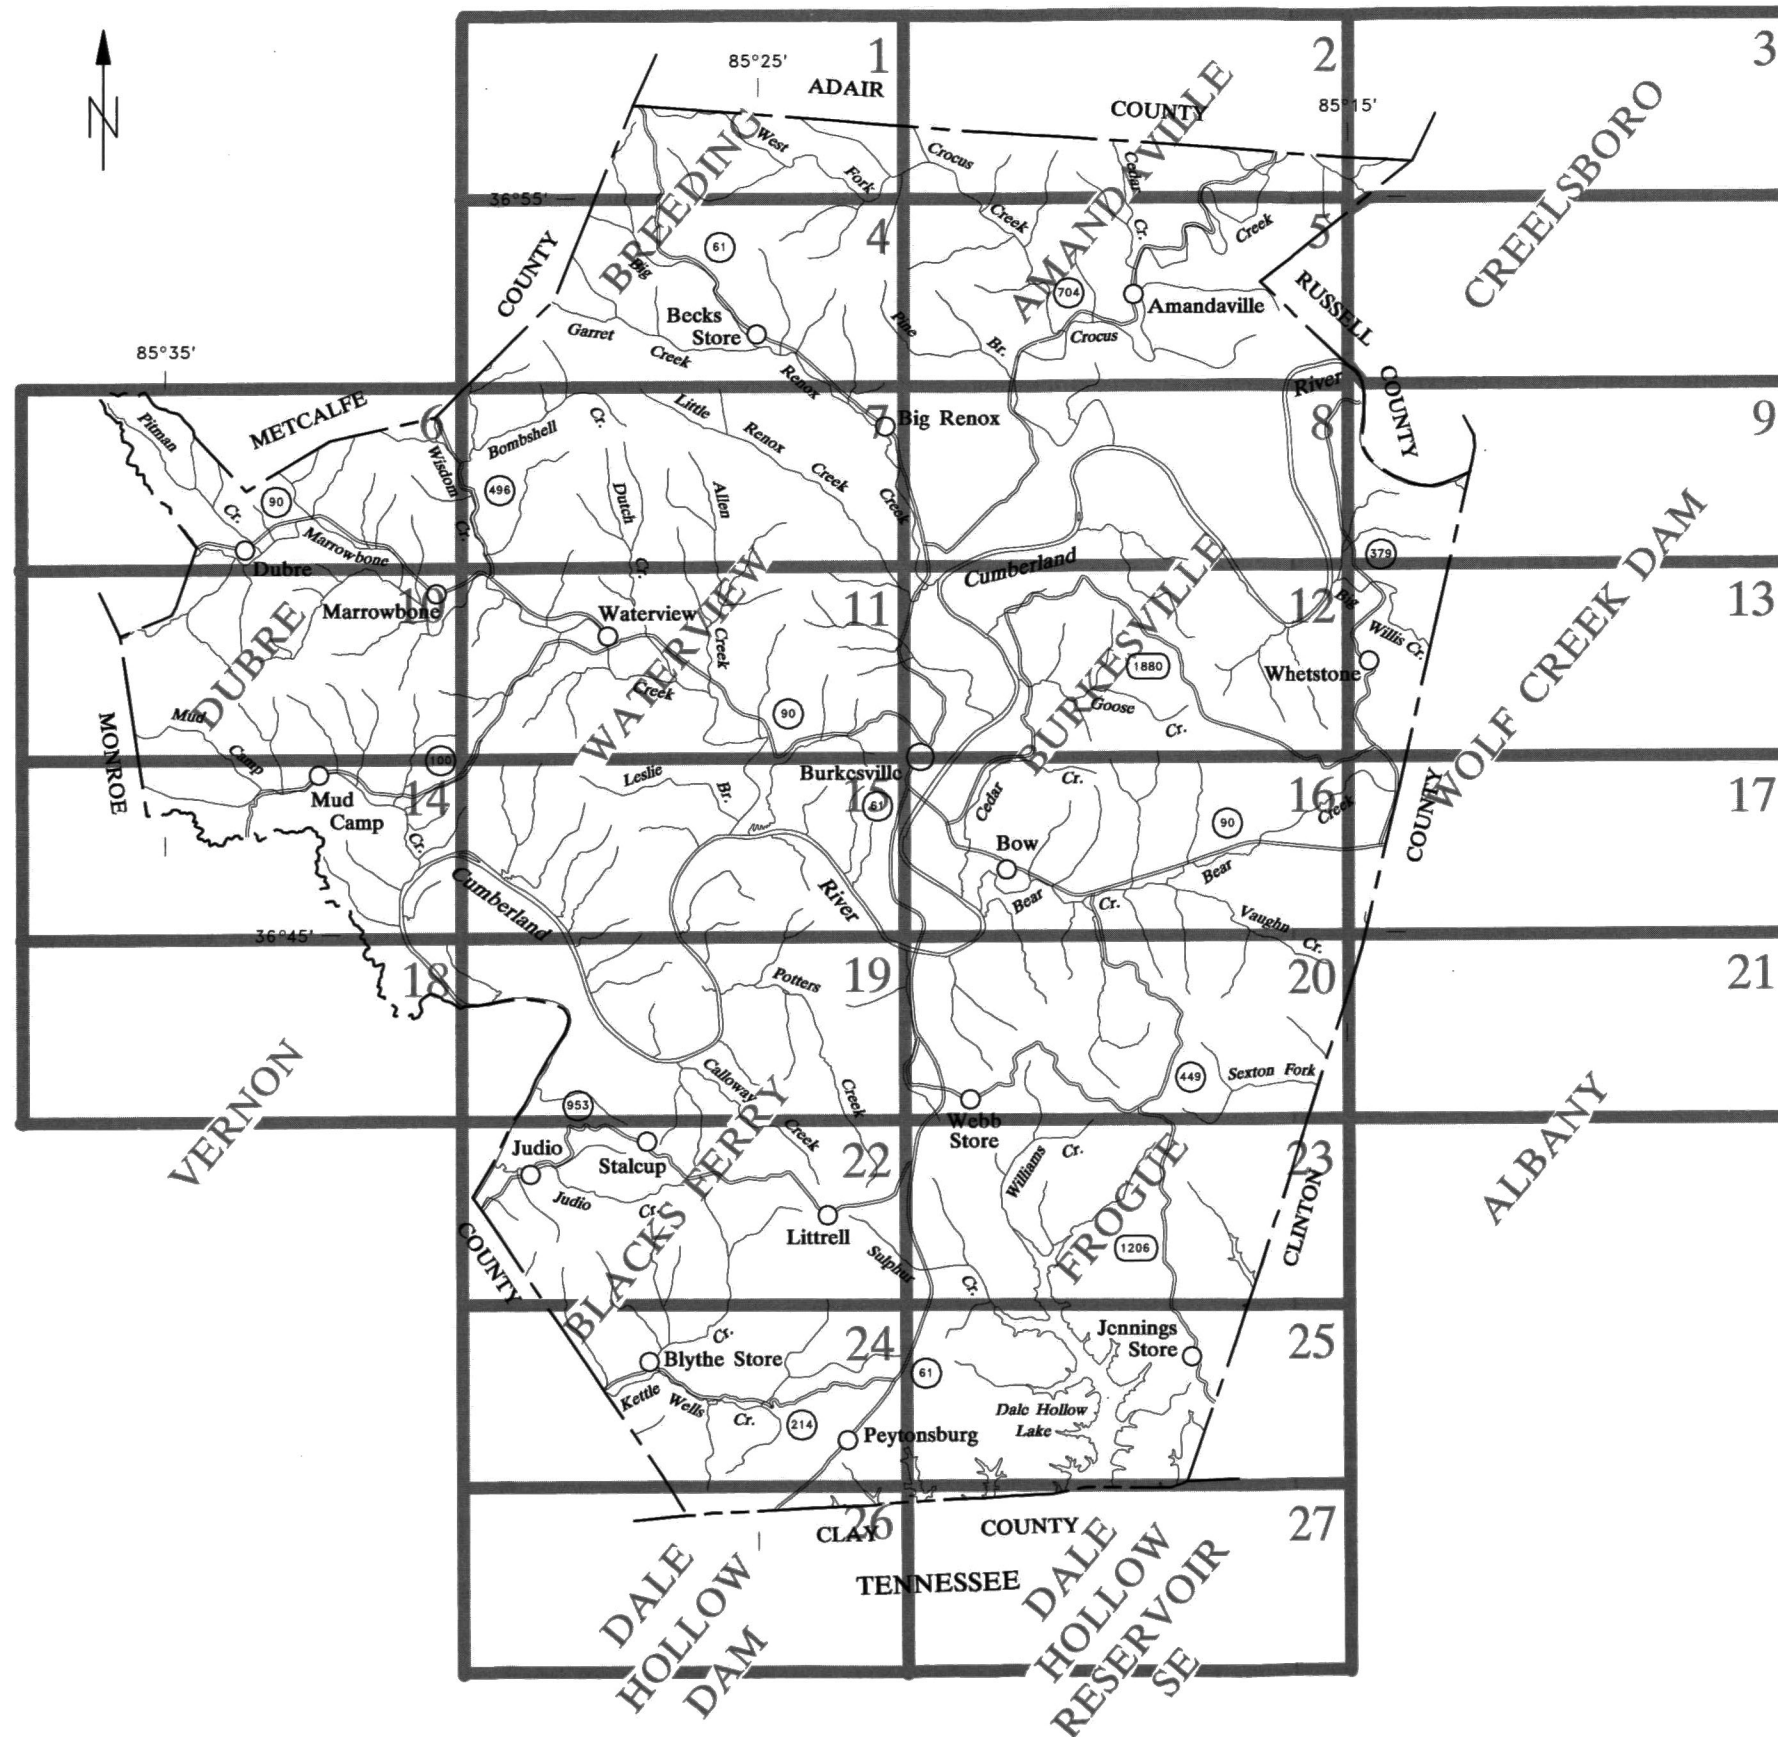 1
2
3
85°25'
ADAIR
COUNTY
85°15'
N
BREEDING
AMANDAVILLE
CREELSBORO
West
Fork
Crocus
Creek
Cedar
Cr.
Creek
36°55'
4
5
61
COUNTY
Big
704
Amandaville
RUSSELL
COUNTY
Becks
Store
Garret
Creek
Renox
Pine
Br.
Crocus
85°35'
River
METCALFE
6
7
8
9
Big Renox
Pitman
Cr.
Wisdom
Cr.
Bombshell
Cr.
Little
Renox
Creek
Creek
496
90
Dutch
Cr.
Allen
Creek
Marrowbone
Dubre
379
Cumberland
10
11
12
13
Marrowbone
Waterview
Big
Willis Cr.
DUBRE
WATERVIEW
BURKESVILLE
WOLF CREEK DAM
1880
Whetstone
Creek
Goose
Cr.
90
Mud
Camp
Cr.
MONROE
100
Leslie
Br.
Burkesville
Cedar
Cr.
14
15
16
17
Mud
Camp
61
90
Creek
COUNTY
Bow
Bear
Cr.
Bear
Cumberland
River
Vaughn
Cr.
36°45'
18
19
20
21
Potters
Creek
VERNON
Calloway
Creek
449
Sexton Fork
ALBANY
953
Webb
Store
Judio
Stalcup
22
23
Williams
Cr.
Judio
Cr.
BLACKS FERRY
FROGUE
CLINTON
COUNTY
Littrell
Sulphur
Cr.
1206
24
25
Cr.
Blythe Store
Jennings
Store
61
Kettle
Wells
Cr.
214
Dale Hollow
Lake
Peytonsburg
26
27
CLAY
COUNTY
TENNESSEE
DALE
HOLLOW
DAM
DALE
HOLLOW
RESERVOIR
SE